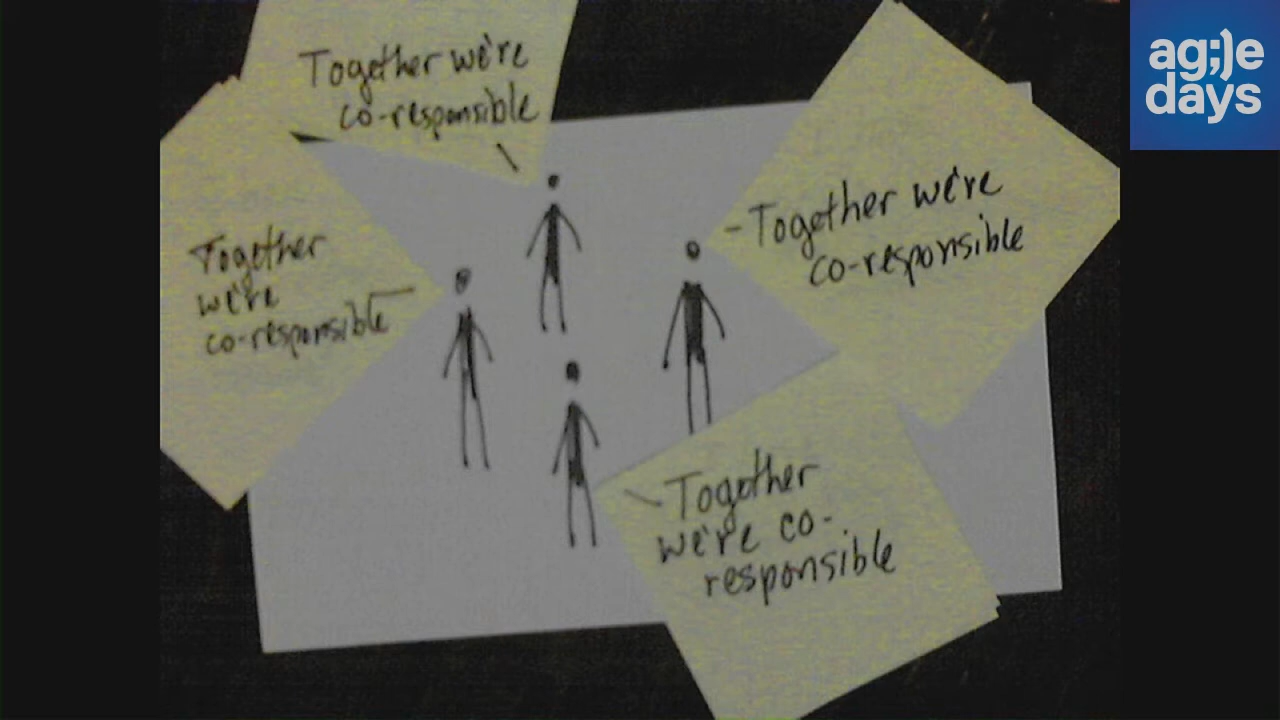 Together we're
co-responsible
Together
we're
co-responsible
- Together we're
co-responsible
Together
we're co-
responsible
ag;)e
days